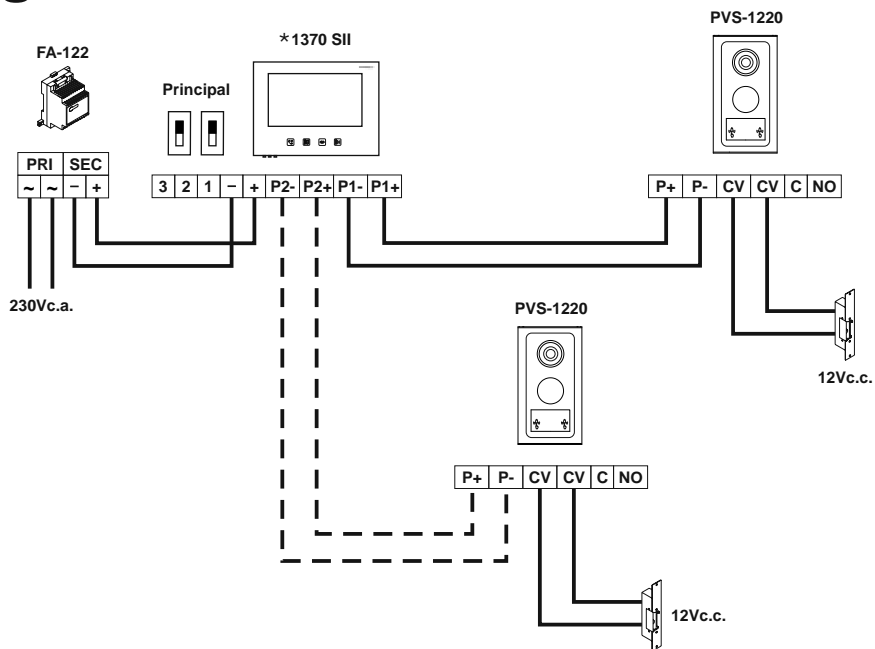 PVS-1220
*1370 SII
FA-122
Principal
PRI SEC
~ ~ – +
3 2 1 – + P2- P2+ P1- P1+
P+ P- CV CV C NO
230Vc.a.
PVS-1220
12Vc.c.
P+ P- CV CV C NO
12Vc.c.